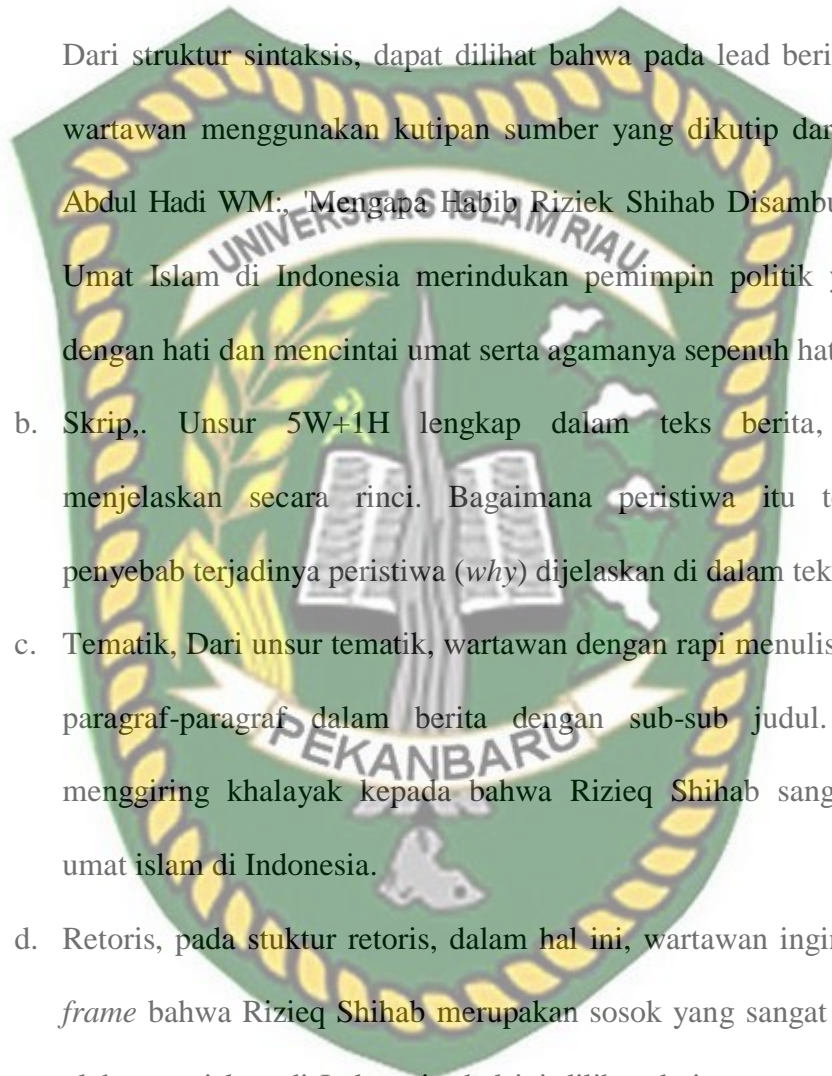 Dari struktur sintaksis, dapat dilihat bahwa pada lead beri
wartawan menggunakan kutipan sumber yang dikutip dar
Abdul Hadi WM:, 'Mengapa Habib Riziek Shihab Disambu
UNIVERSITAS ISLAM RIAU
Umat Islam di Indonesia merindukan pemimpin politik y
dengan hati dan mencintai umat serta agamanya sepenuh hat
b. Skrip,. Unsur 5W+1H lengkap dalam teks berita,
menjelaskan secara rinci. Bagaimana peristiwa itu t
penyebab terjadinya peristiwa (why) dijelaskan di dalam tek
c. Tematik, Dari unsur tematik, wartawan dengan rapi menulis
paragraf-paragraf dalam berita dengan sub-sub judul.
PEKANBARU
menggiring khalayak kepada bahwa Rizieq Shihab sang
umat islam di Indonesia.
d. Retoris, pada stuktur retoris, dalam hal ini, wartawan ingi
frame bahwa Rizieq Shihab merupakan sosok yang sangat